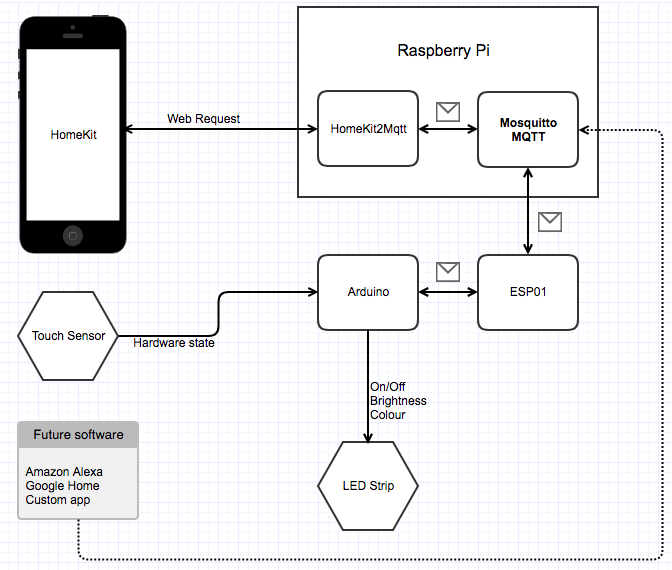 Raspberry Pi
HomeKit
Web Request
HomeKit2Mqtt
Mosquitto
MQTT
Arduino
ESP01
Touch Sensor
Hardware state
On/Off
Brightness
Colour
Future software
Amazon Alexa
Google Home
Custom app
LED Strip